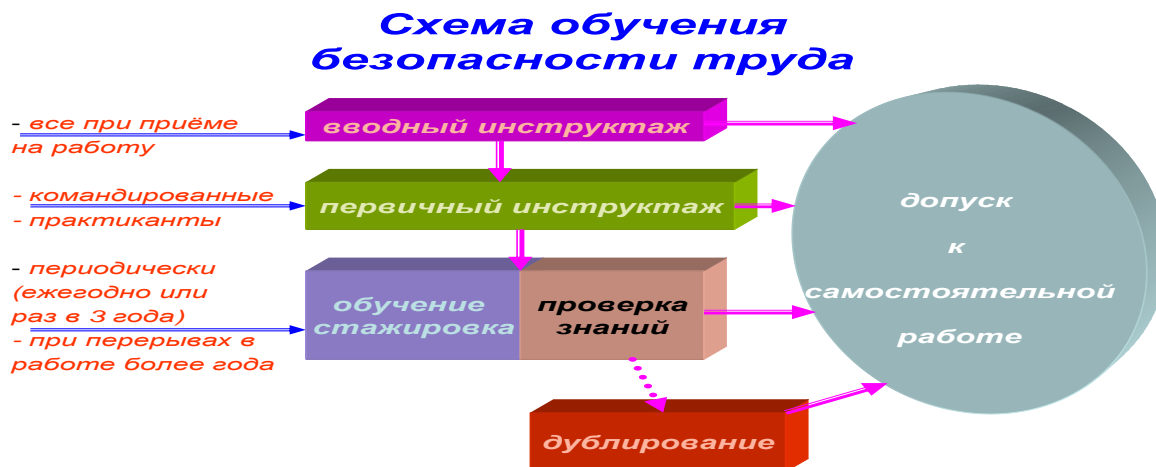 Схема обучения
безопасности труда
- все при приёме
на работу
вводный инструктаж
- командированные
- практиканты
первичный инструктаж
- периодически
(ежегодно или
раз в 3 года)
- при перерывах в
работе более года
обучение
стажировка
проверка
знаний
дублирование
допуск
к
самостоятельной
работе